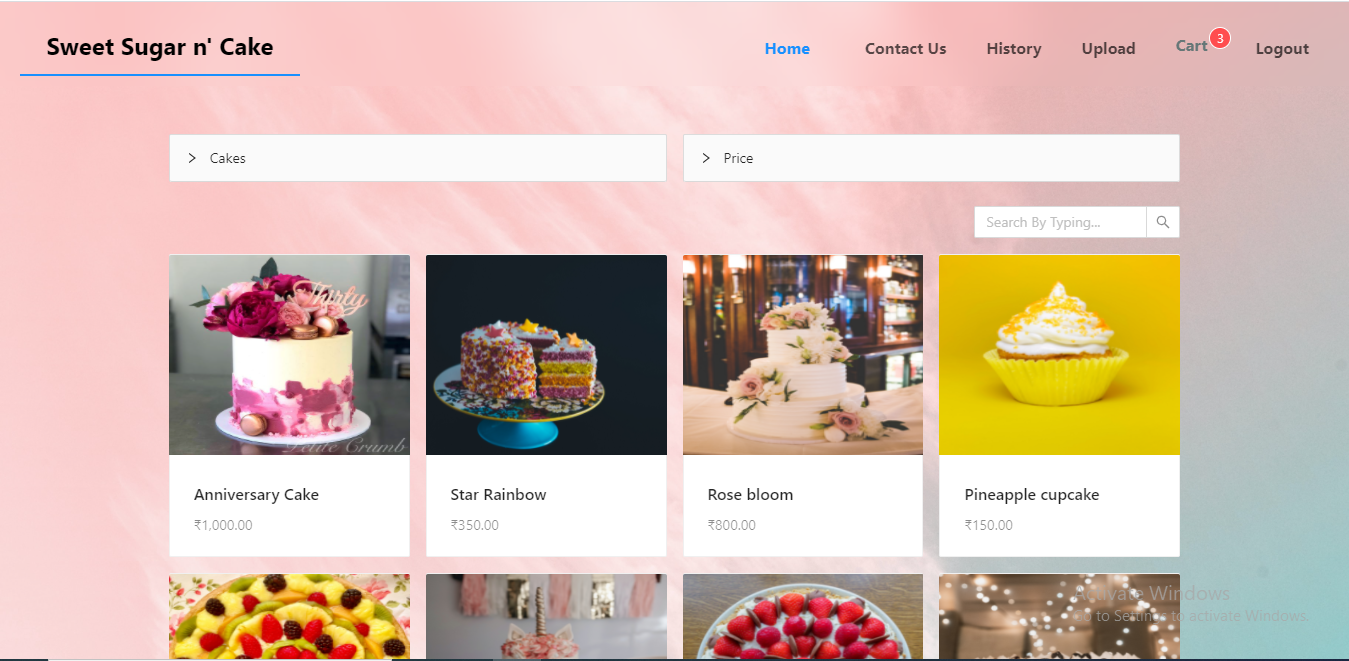 Sweet Sugar n' Cake
Home
Contact Us
History
Upload
Cart
3
Logout
Cakes
Price
Search By Typing...
Thirty
Petite Crumb
Anniversary Cake
₹1,000.00
Star Rainbow
₹350.00
Rose bloom
₹800.00
Pineapple cupcake
₹150.00
Activate Windows
Go to Settings to activate Windows.